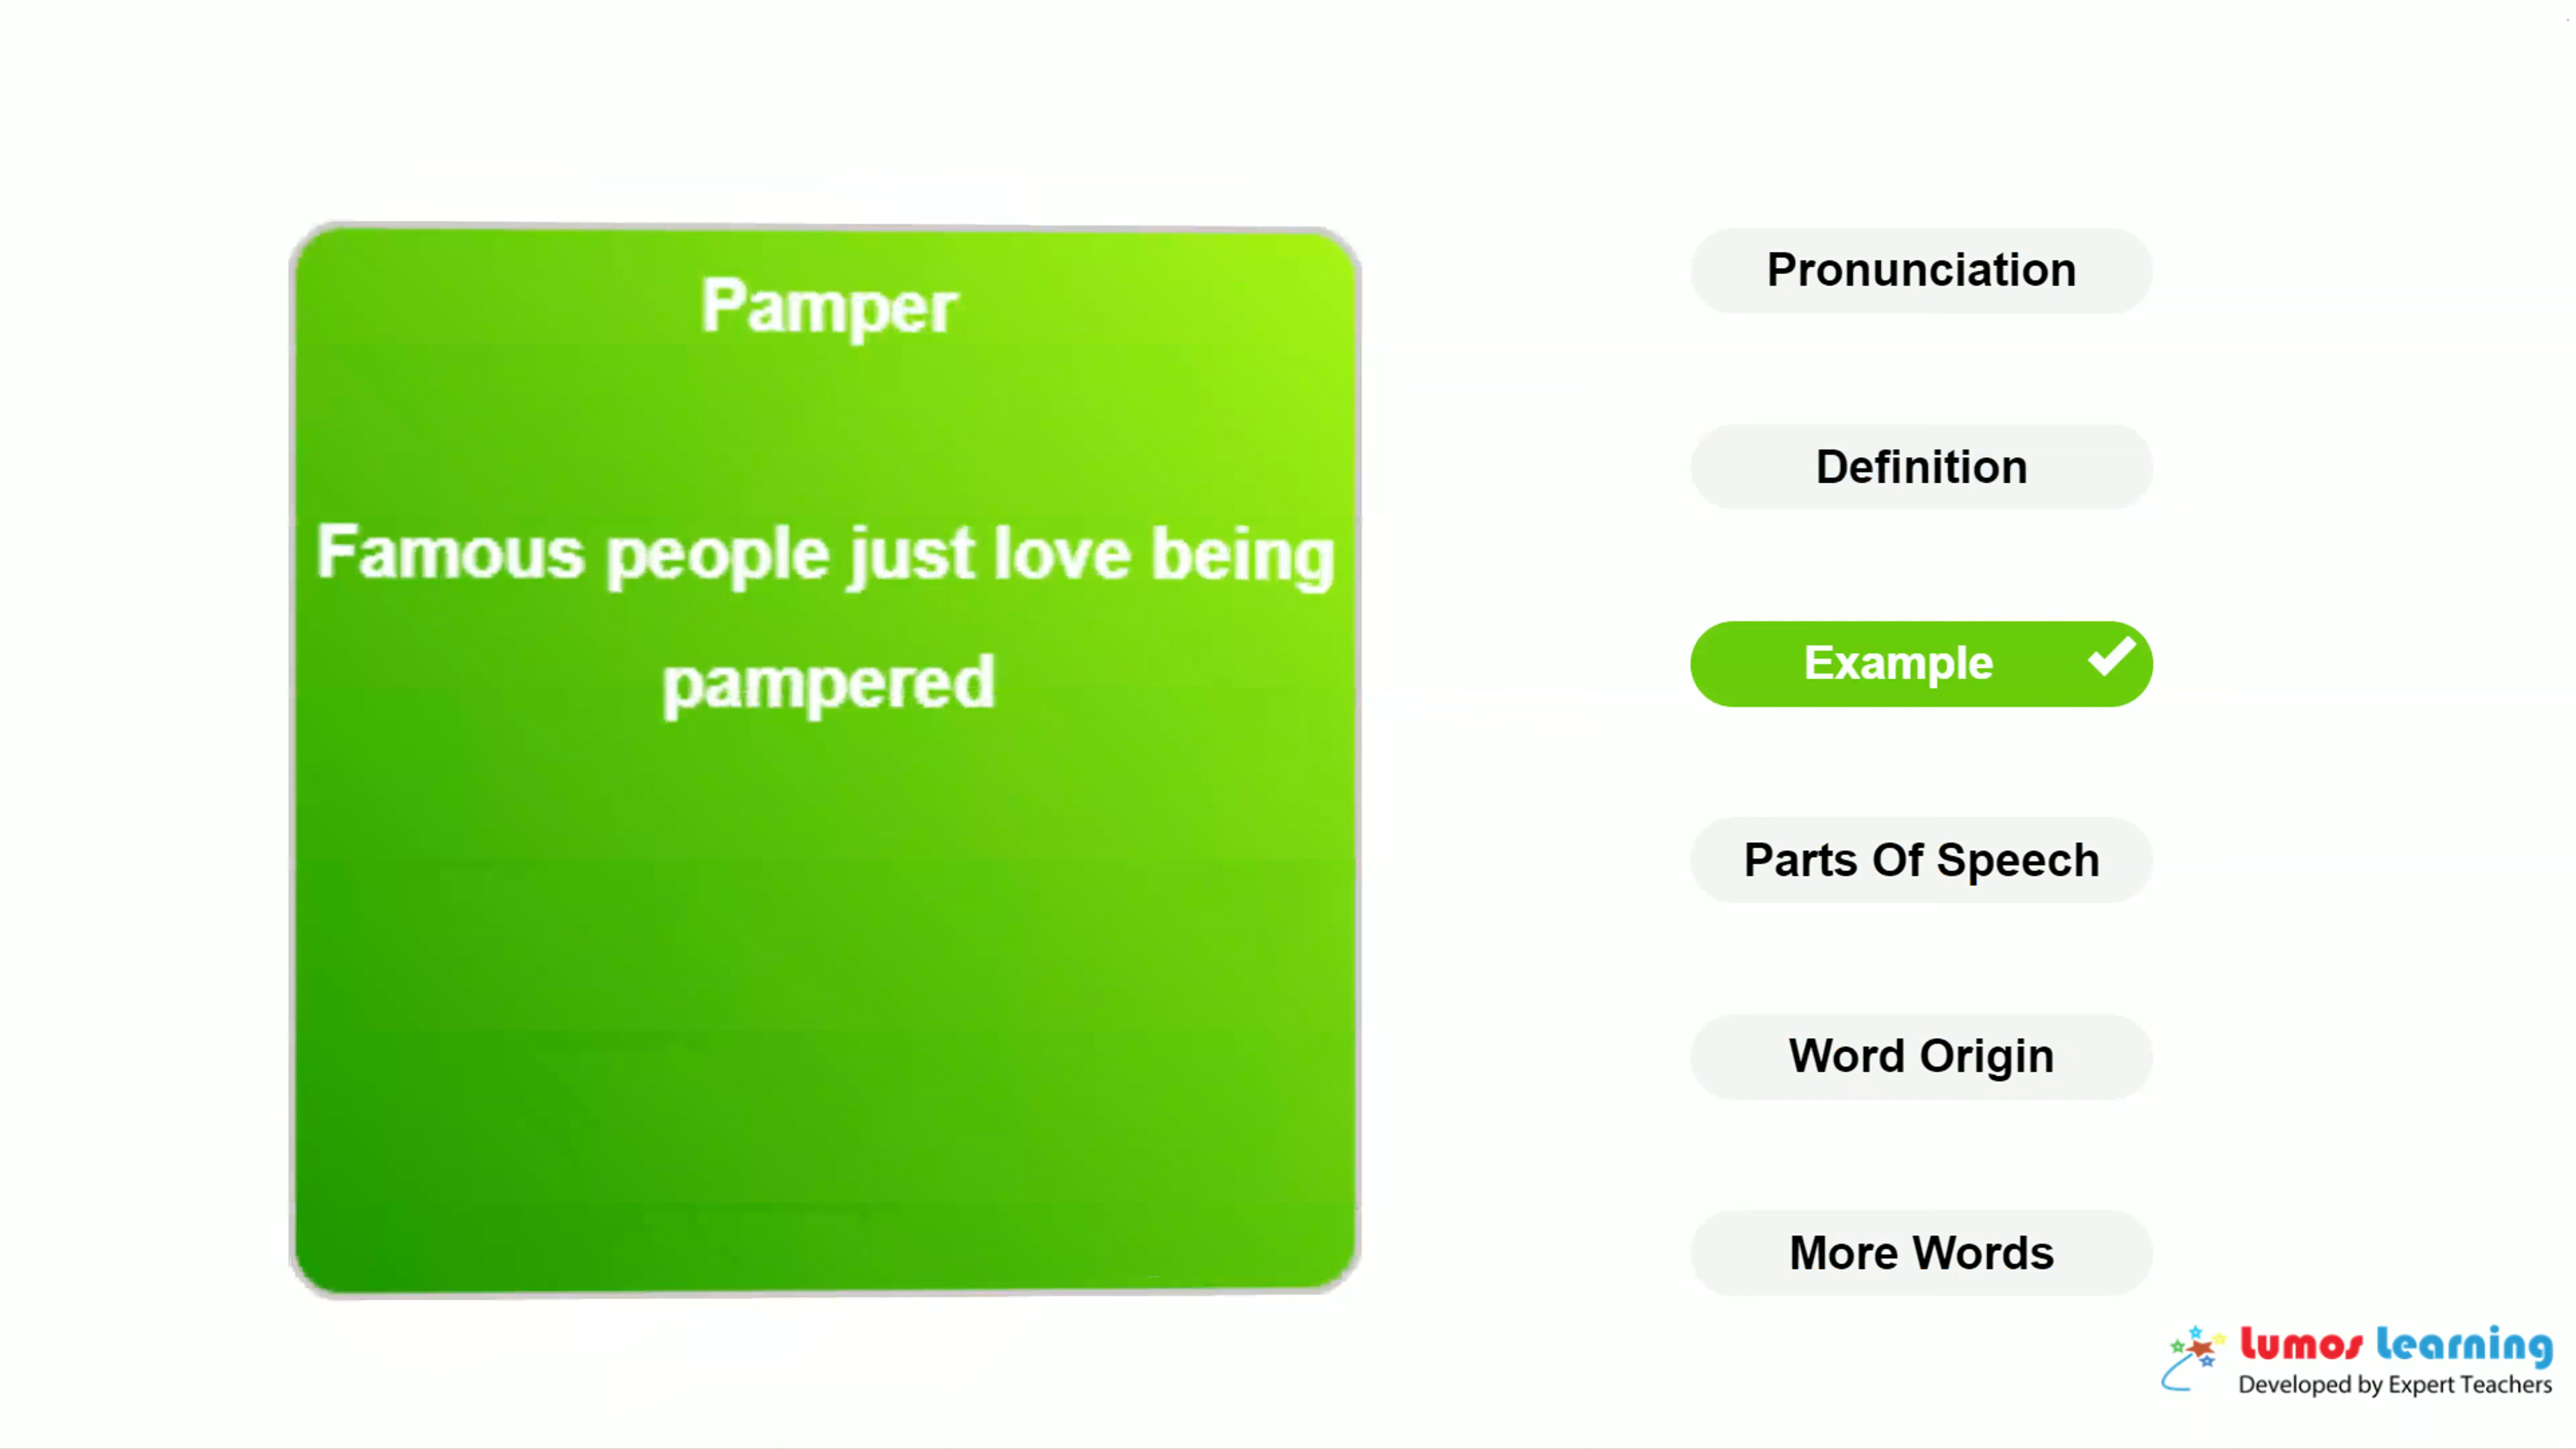 Pamper
Famous people just love being
pampered
Pronunciation
Definition
Example
Parts Of Speech
Word Origin
More Words
Lumos Learning
Developed by Expert Teachers